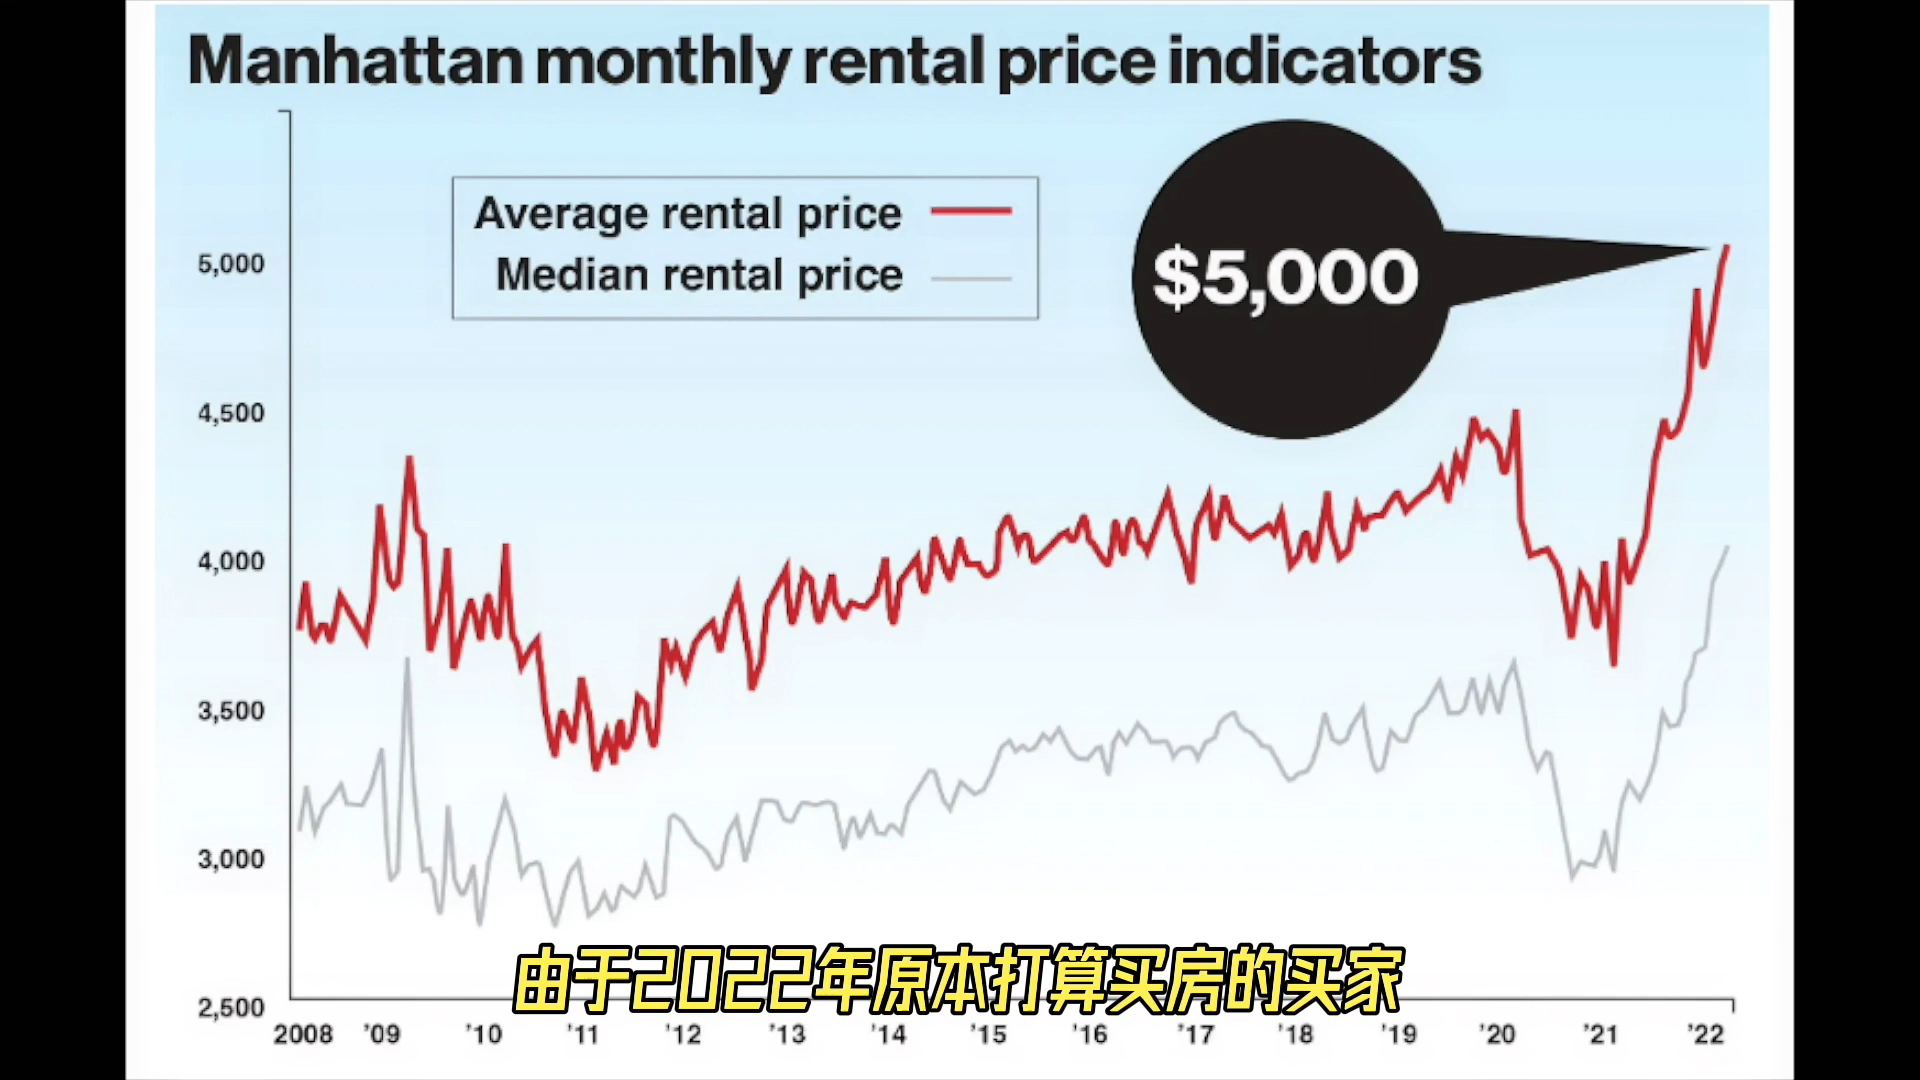 Manhattan monthly rental price indicators
Average rental price
Median rental price
$5,000
5,000
4,500
4,000
3,500
3,000
2,500
2008 '09 '10 '11 '12 '13 '14 '15 '16 '17 '18 '19 '20 '21 '22
由于2022年原本打算买房的买家